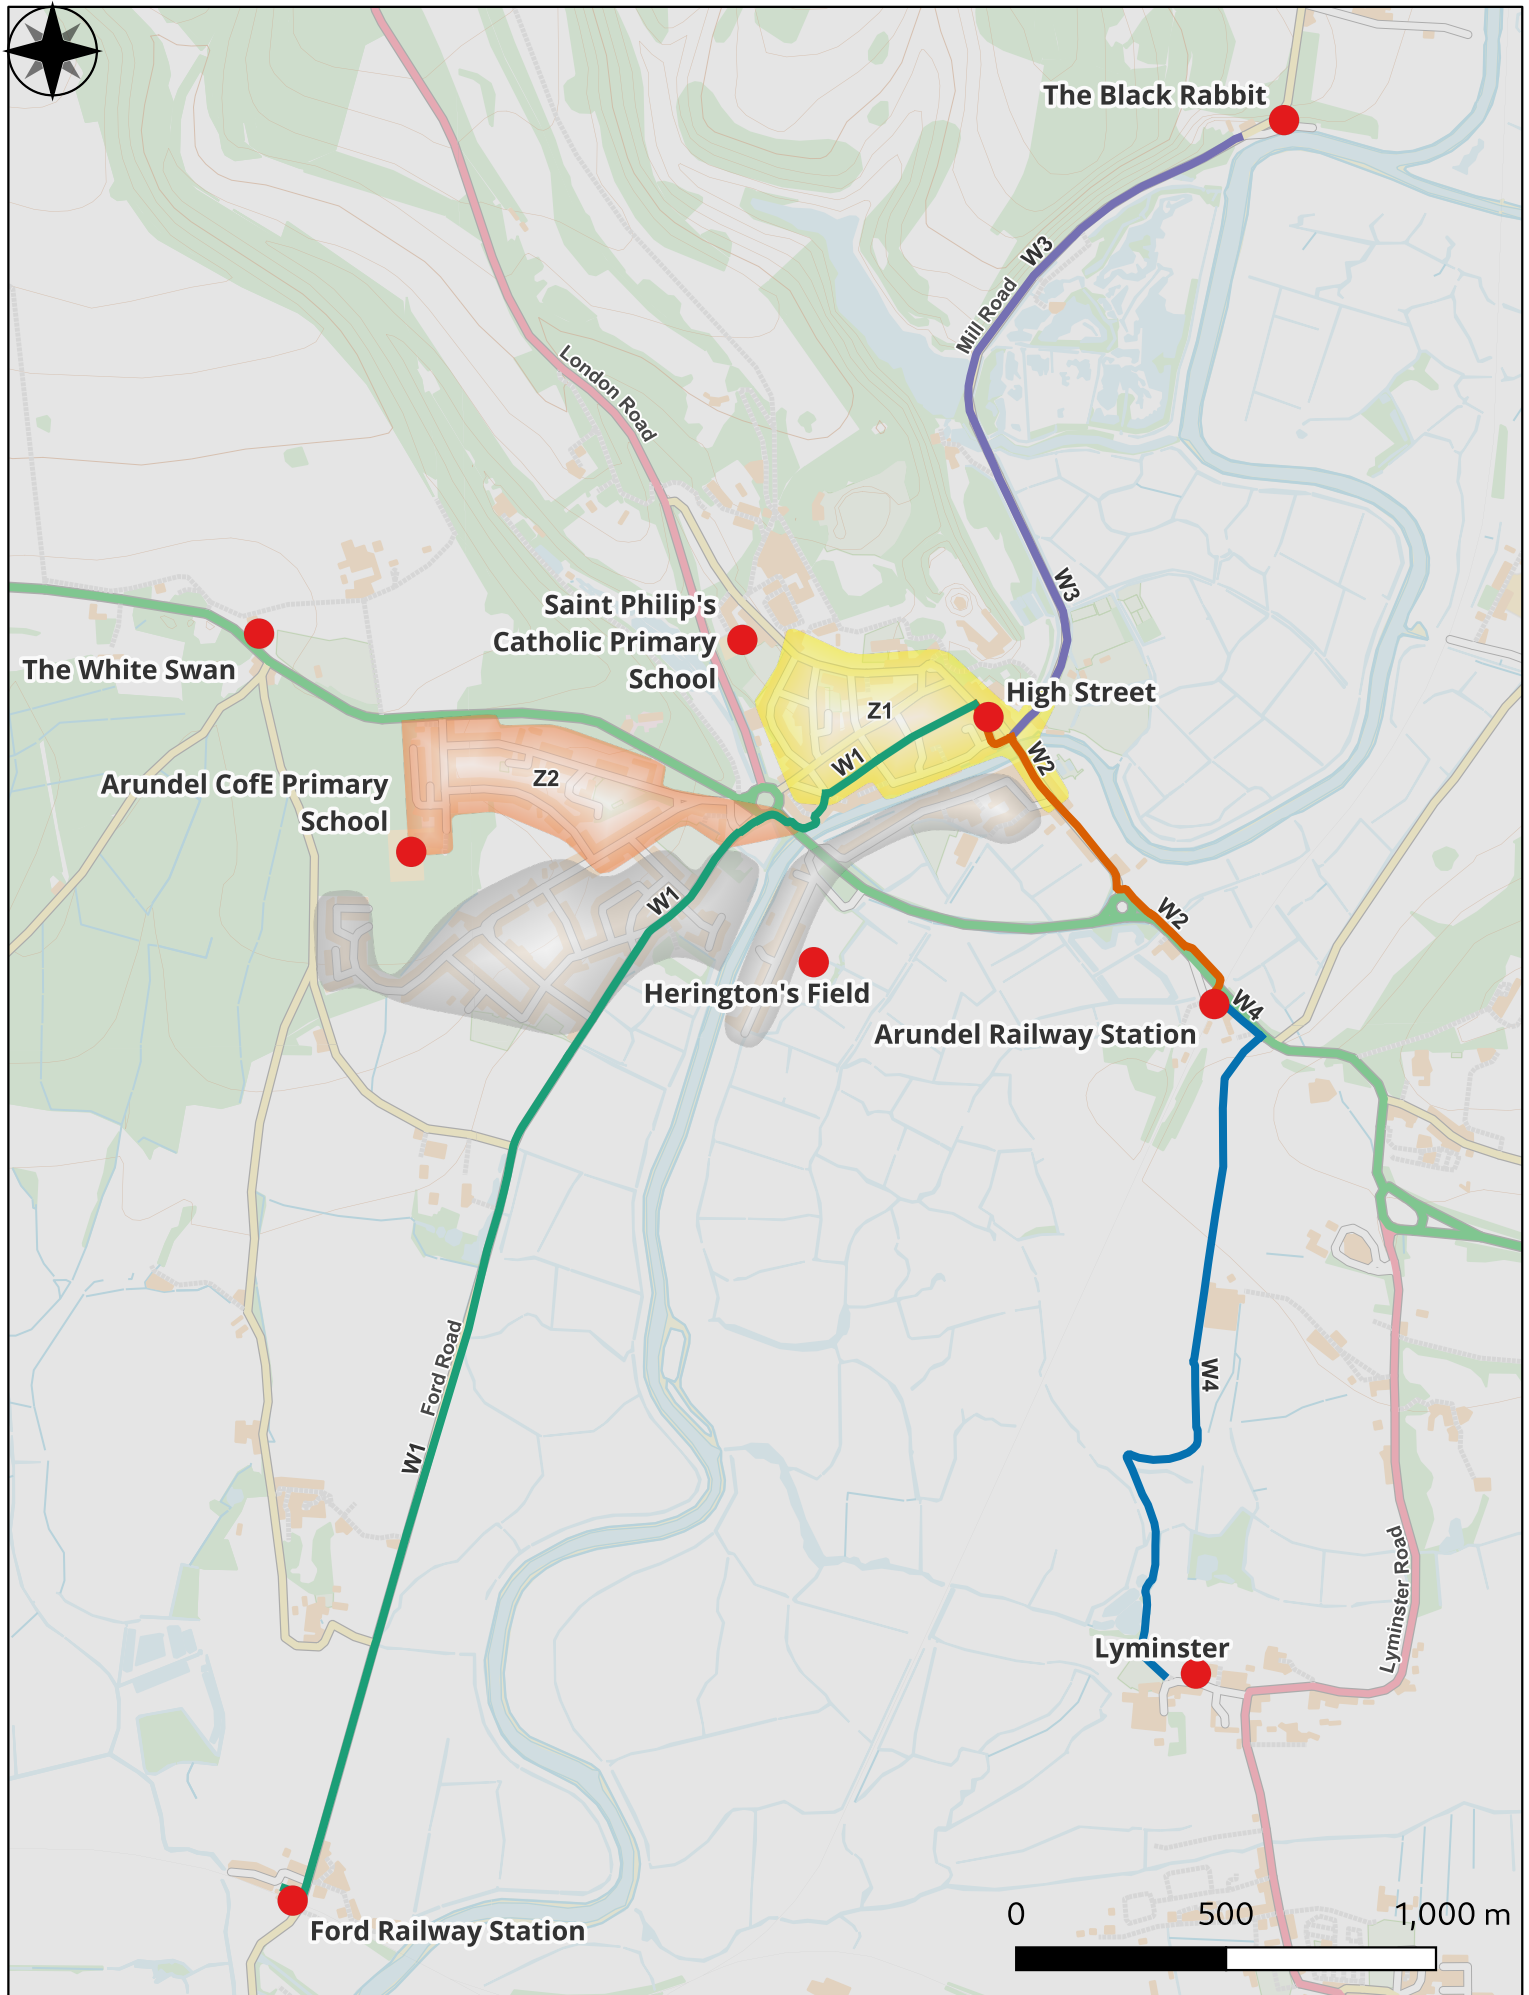 The Black Rabbit
W3
Mill Road
London Road
W3
Saint Philip's
Catholic Primary
School
The White Swan
High Street
Z1
W1
W2
Z2
Arundel CofE Primary
School
W1
W2
Herington's Field
W4
Arundel Railway Station
Ford Road
W4
W1
Lyminster Road
Lyminster
0 500 1,000 m
Ford Railway Station